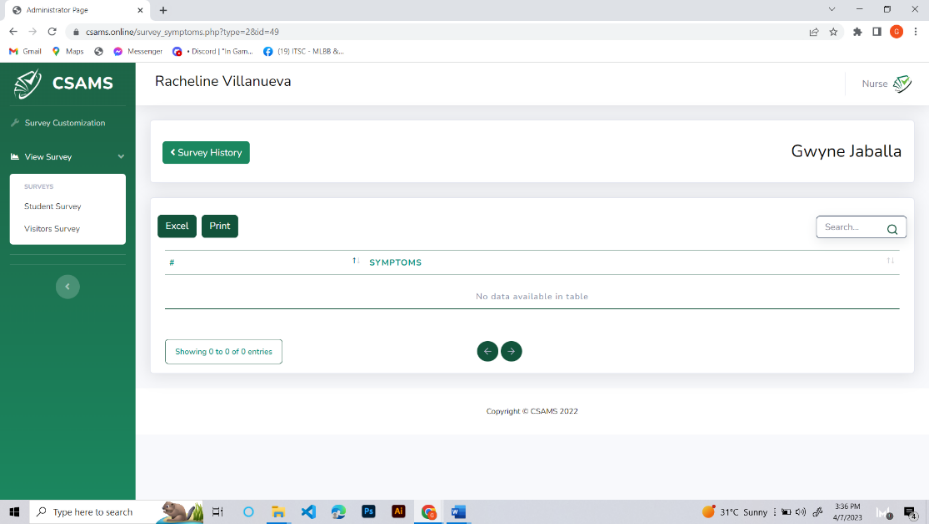 Administrator Page
csams.online/survey_symptoms.php?type=2&id=49
G
Gmail Maps Messenger • Discord | "In Gam... (19) ITSC - MLBB &...
CSAMS
Racheline Villanueva
Nurse
Survey Customization
View Survey
SURVEYS
Student Survey
Visitors Survey
Survey History
Gwyne Jaballa
Excel Print
Search...
# SYMPTOMS
No data available in table
Showing 0 to 0 of 0 entries
Copyright © CSAMS 2022
Type here to search
Ps Ai
31°C Sunny
3:36 PM
4/7/2023
4